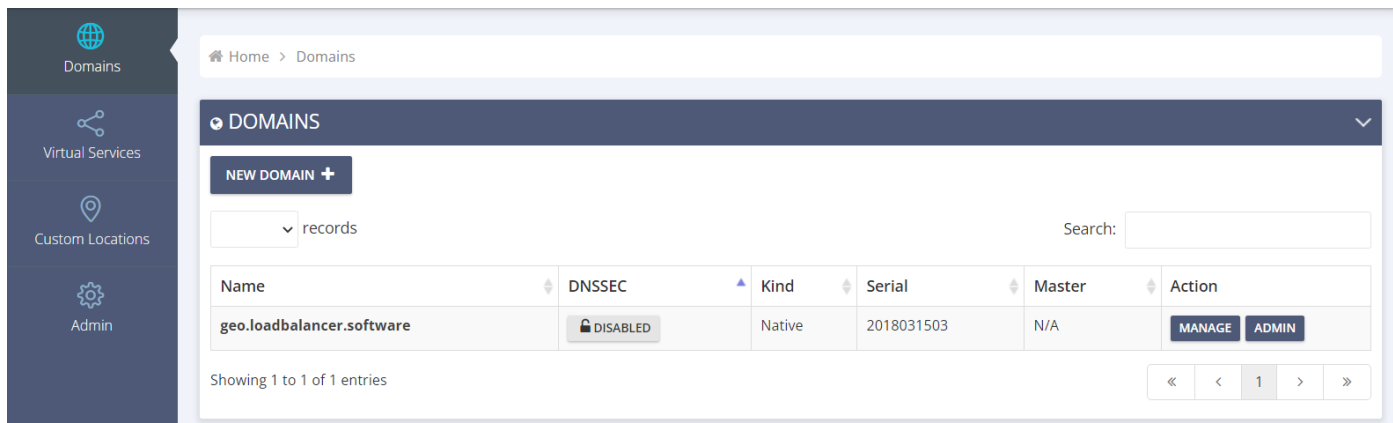 Domains
Virtual Services
Custom Locations
Admin
Home > Domains
DOMAINS
NEW DOMAIN +
records
Search:
Name DNSSEC Kind Serial Master Action
geo.loadbalancer.software DISABLED Native 2018031503 N/A MANAGE ADMIN
Showing 1 to 1 of 1 entries
« < 1 > »